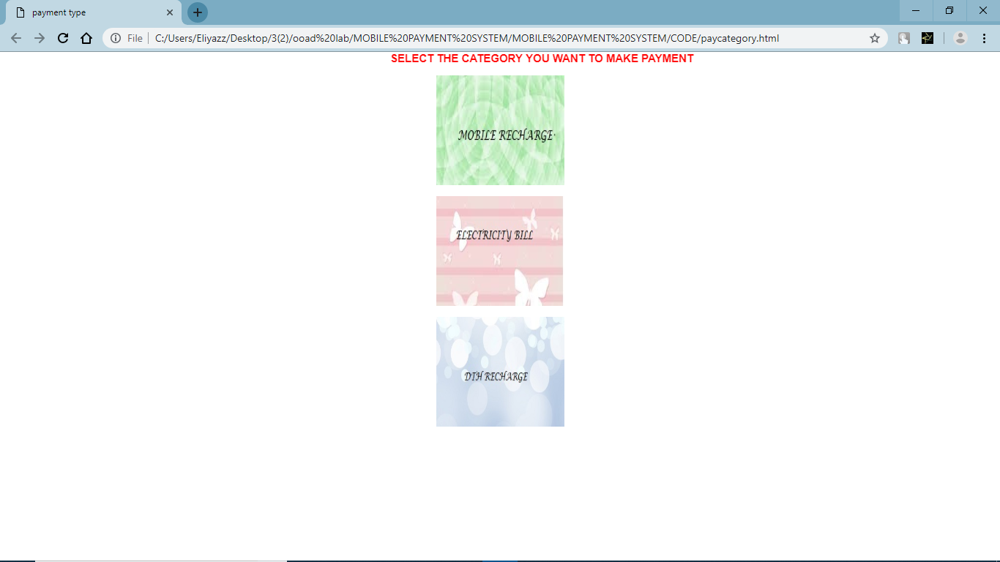 payment type
File
C:/Users/Eliyazz/Desktop/3(2)/ooad%20lab/MOBILE%20PAYMENT%20SYSTEM/MOBILE%20PAYMENT%20SYSTEM/CODE/paycategory.html
SELECT THE CATEGORY YOU WANT TO MAKE PAYMENT
MOBILE RECHARGE
ELECTRICITY BILL
DTH RECHARGE